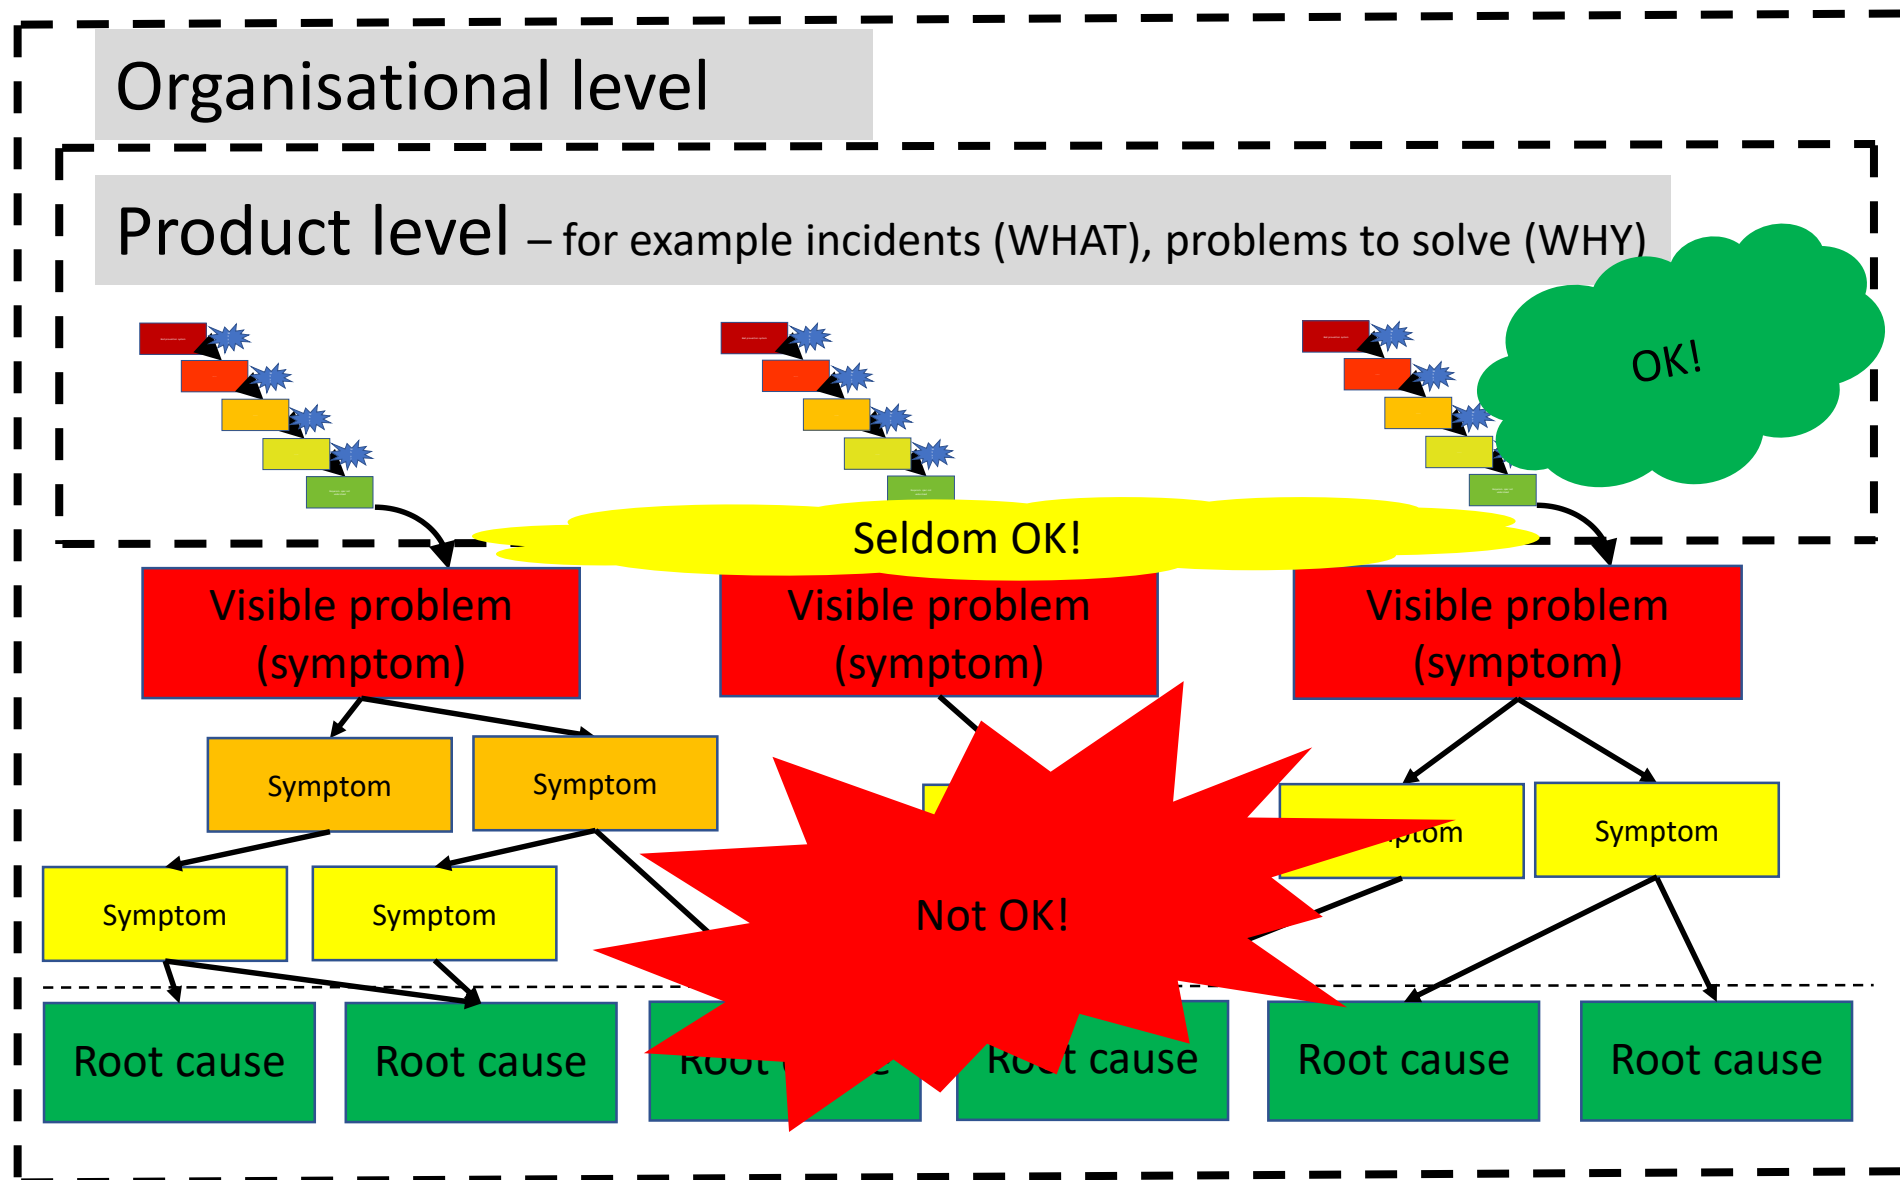 Organisational level
Product level – for example incidents (WHAT), problems to solve (WHY)
OK!
Seldom OK!
Visible problem
(symptom)
Visible problem
(symptom)
Visible problem
(symptom)
Symptom
Symptom
Symptom
Symptom
Symptom
Not OK!
Root cause
Root cause
Root
Root cause
Root cause
Root cause